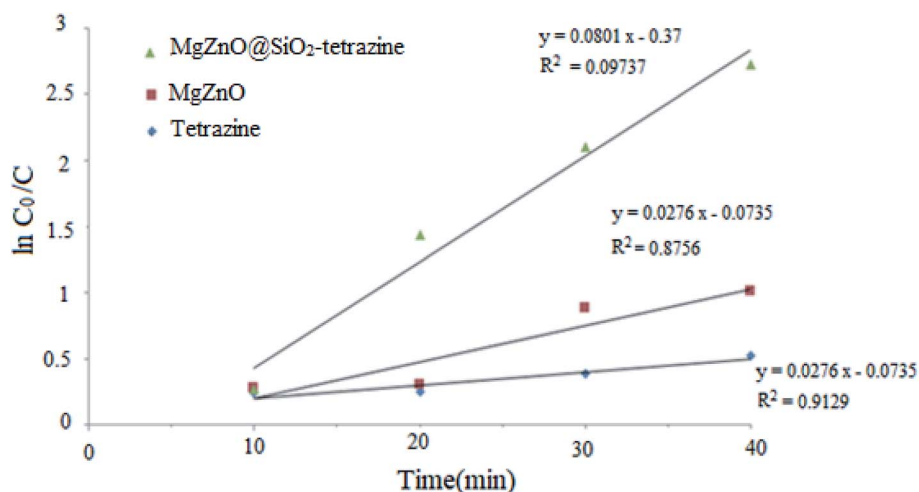 3
2.5
2
1.5
1
0.5
0
0
10
20
30
40
ln C₀/C
Time(min)
MgZnO@SiO₂-tetrazine
MgZnO
Tetrazine
y = 0.0801 x - 0.37
R² = 0.09737
y = 0.0276 x - 0.0735
R² = 0.8756
y = 0.0276 x - 0.0735
R² = 0.9129